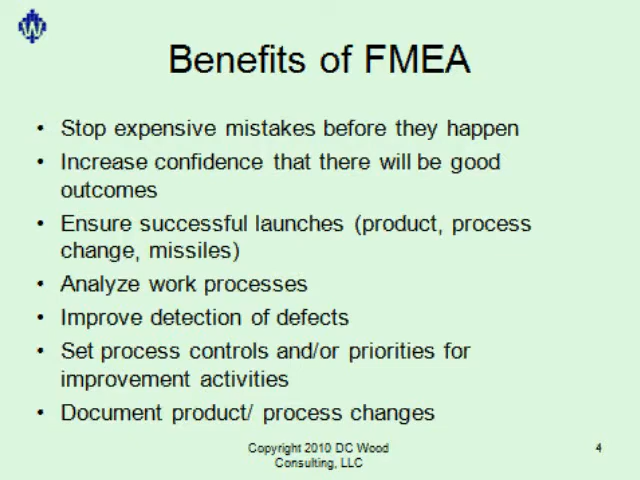 W
Benefits of FMEA
• Stop expensive mistakes before they happen
• Increase confidence that there will be good
outcomes
• Ensure successful launches (product, process
change, missiles)
• Analyze work processes
• Improve detection of defects
• Set process controls and/or priorities for
improvement activities
• Document product/ process changes
Copyright 2010 DC Wood
Consulting, LLC
4